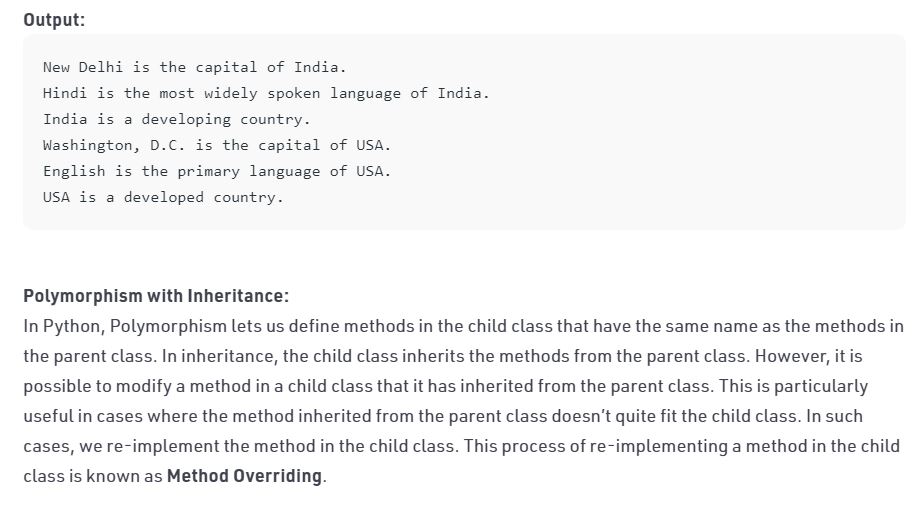 Output:
New Delhi is the capital of India.
Hindi is the most widely spoken language of India.
India is a developing country.
Washington, D.C. is the capital of USA.
English is the primary language of USA.
USA is a developed country.
Polymorphism with Inheritance:
In Python, Polymorphism lets us define methods in the child class that have the same name as the methods in
the parent class. In inheritance, the child class inherits the methods from the parent class. However, it is
possible to modify a method in a child class that it has inherited from the parent class. This is particularly
useful in cases where the method inherited from the parent class doesn’t quite fit the child class. In such
cases, we re-implement the method in the child class. This process of re-implementing a method in the child
class is known as Method Overriding.